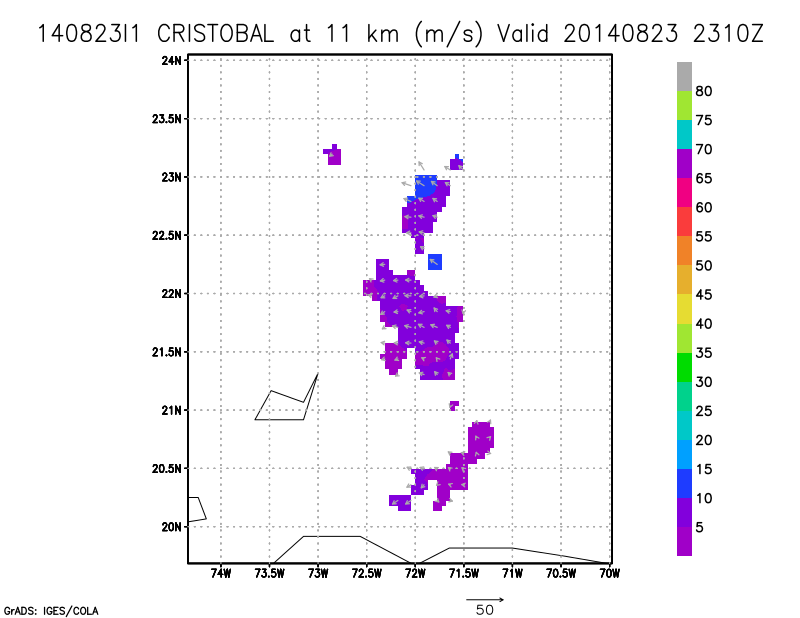 140823I1 CRISTOBAL at 11 km (m/s) Valid 20140823 2310Z
24N
23.5N
23N
22.5N
22N
21.5N
21N
20.5N
20N
74W 73.5W 73W 72.5W 72W 71.5W 71W 70.5W 70W
80
75
70
65
60
55
50
45
40
35
30
25
20
15
10
5
50
GrADS: IGES/COLA